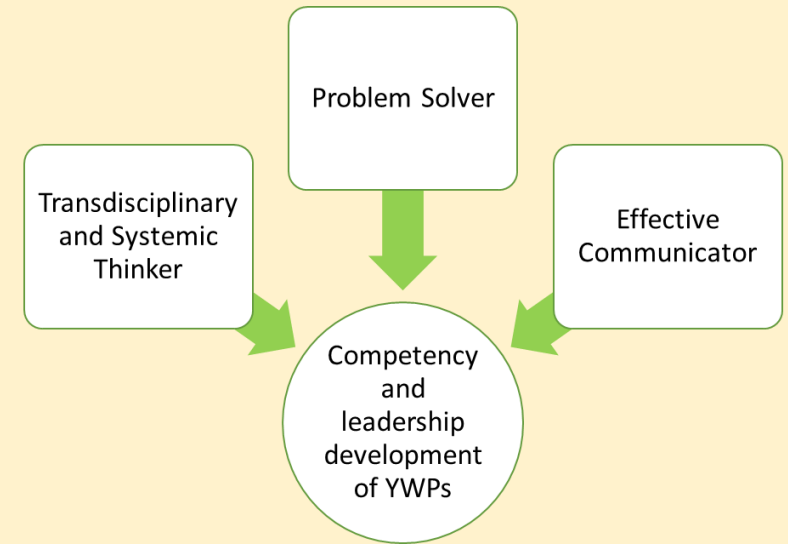 Problem Solver
Transdisciplinary
and Systemic
Thinker
Effective
Communicator
Competency
and
leadership
development
of YWPs